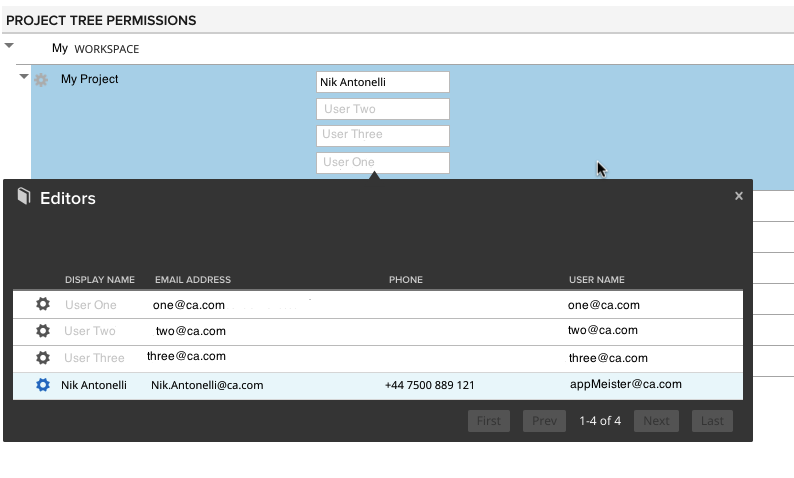 PROJECT TREE PERMISSIONS
My WORKSPACE
My Project
Nik Antonelli
User Two
User Three
User One
Editors x
DISPLAY NAME EMAIL ADDRESS PHONE USER NAME
User One one@ca.com one@ca.com
User Two two@ca.com two@ca.com
User Three three@ca.com three@ca.com
Nik Antonelli Nik.Antonelli@ca.com +44 7500 889 121 appMeister@ca.com
First Prev 1-4 of 4 Next Last